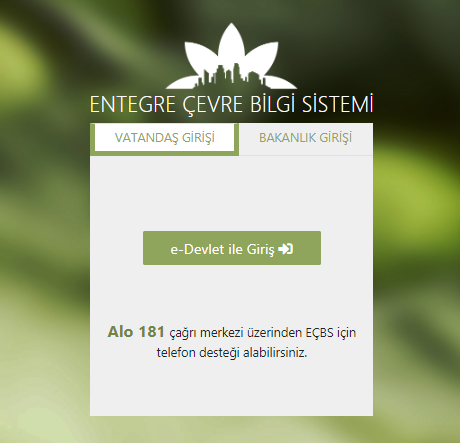 ENTEGRE ÇEVRE BİLGİ SİSTEMİ
VATANDAŞ GİRİŞİ
BAKANLIK GİRİŞİ
e-Devlet ile Giriş
Alo 181 çağrı merkezi üzerinden EÇBS için
telefon desteği alabilirsiniz.